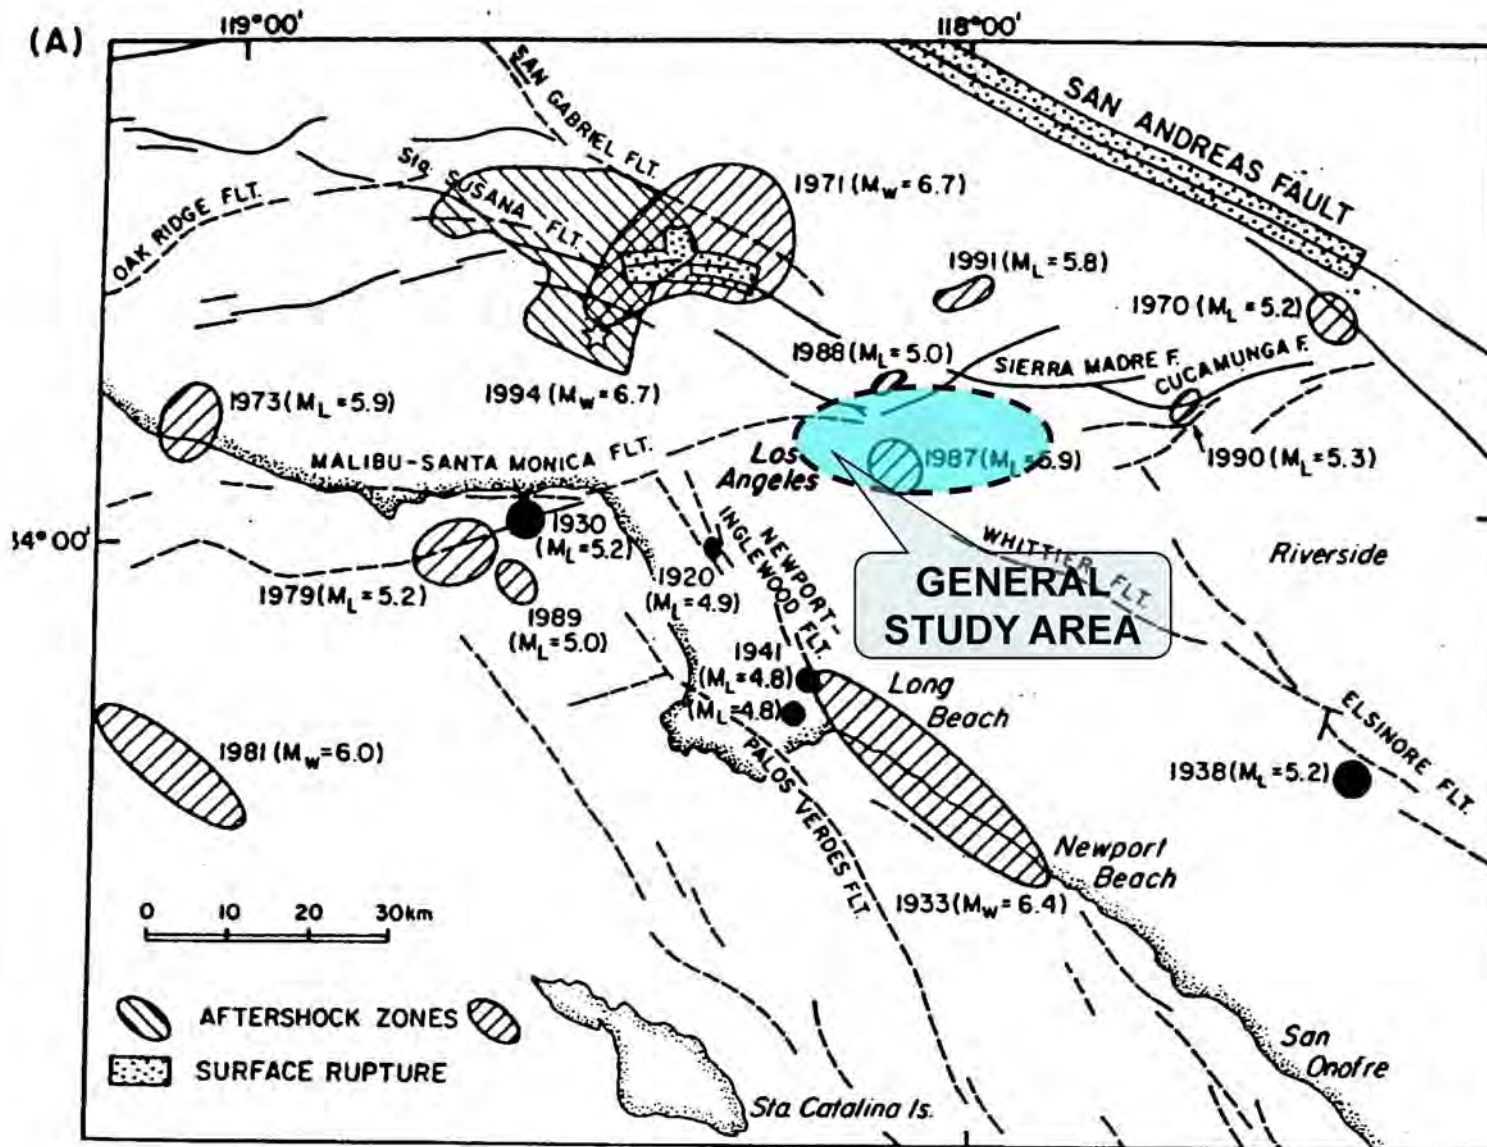 (A)
119°00'
118°00'
SAN GABRIEL FLT.
SAN ANDREAS FAULT
STA. SUSANA FLT.
OAK RIDGE FLT.
1971 (Mw = 6.7)
1991 (ML = 5.8)
1970 (ML = 5.2)
1988 (ML = 5.0)
SIERRA MADRE F.
CUCAMUNGA F.
1994 (Mw = 6.7)
1973 (ML = 5.9)
MALIBU-SANTA MONICA FLT.
Los
Angeles
1987 (ML = 5.9)
1990 (ML = 5.3)
34°00'
1930
(ML = 5.2)
NEWPORT-
INGLEWOOD FLT.
WHITTIER FLT.
Riverside
1979 (ML = 5.2)
1920
(ML = 4.9)
GENERAL
STUDY AREA
1989
(ML = 5.0)
1941
(ML = 4.8)
(ML = 4.8)
Long
Beach
ELSINORE FLT.
1981 (Mw = 6.0)
PALOS VERDES FLT.
1938 (ML = 5.2)
Newport
Beach
1933 (Mw = 6.4)
0 10 20 30km
AFTERSHOCK ZONES
SURFACE RUPTURE
San
Onofre
Sta Catalina Is.